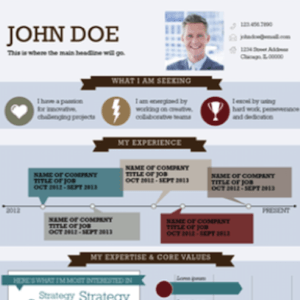 JOHN DOE
This is where the main headline will go.
123.456.7890
johndoe@email.com
1234 Street Address
Chicago, IL 00000
WHAT I AM SEEKING
I have a passion
for innovative,
challenging projects
I am energized by
working on creative,
collaborative teams
I excel by using
hard work, perseverance
and dedication
MY EXPERIENCE
NAME OF COMPANY
TITLE OF JOB
OCT 2012 - SEPT 2013
NAME OF COMPANY
TITLE OF JOB
OCT 2012 - SEPT 2013
NAME OF COMPANY
TITLE OF JOB
OCT 2012 - SEPT 2013
2012
PRESENT
NAME OF COMPANY
TITLE OF JOB
OCT 2012 - SEPT 2013
NAME OF COMPANY
TITLE OF JOB
OCT 2012 - SEPT 2013
MY EXPERTISE & CORE VALUES
HERE'S WHAT I'M MOST INTERESTED IN
Strategy Strategy
Lorem ipsum